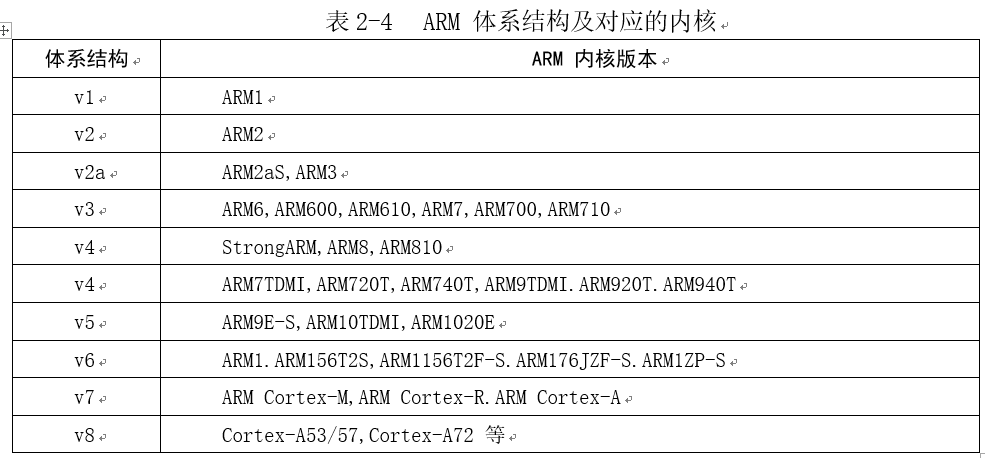 表 2-4 ARM 体系结构及对应的内核
体系结构 ARM 内核版本
v1 ARM1
v2 ARM2
v2a ARM2aS,ARM3
v3 ARM6,ARM600,ARM610,ARM7,ARM700,ARM710
v4 StrongARM,ARM8,ARM810
v4 ARM7TDMI,ARM720T,ARM740T,ARM9TDMI.ARM920T.ARM940T
v5 ARM9E-S,ARM10TDMI,ARM1020E
v6 ARM1.ARM156T2S,ARM1156T2F-S.ARM176JZF-S.ARM1ZP-S
v7 ARM Cortex-M,ARM Cortex-R.ARM Cortex-A
v8 Cortex-A53/57,Cortex-A72 等